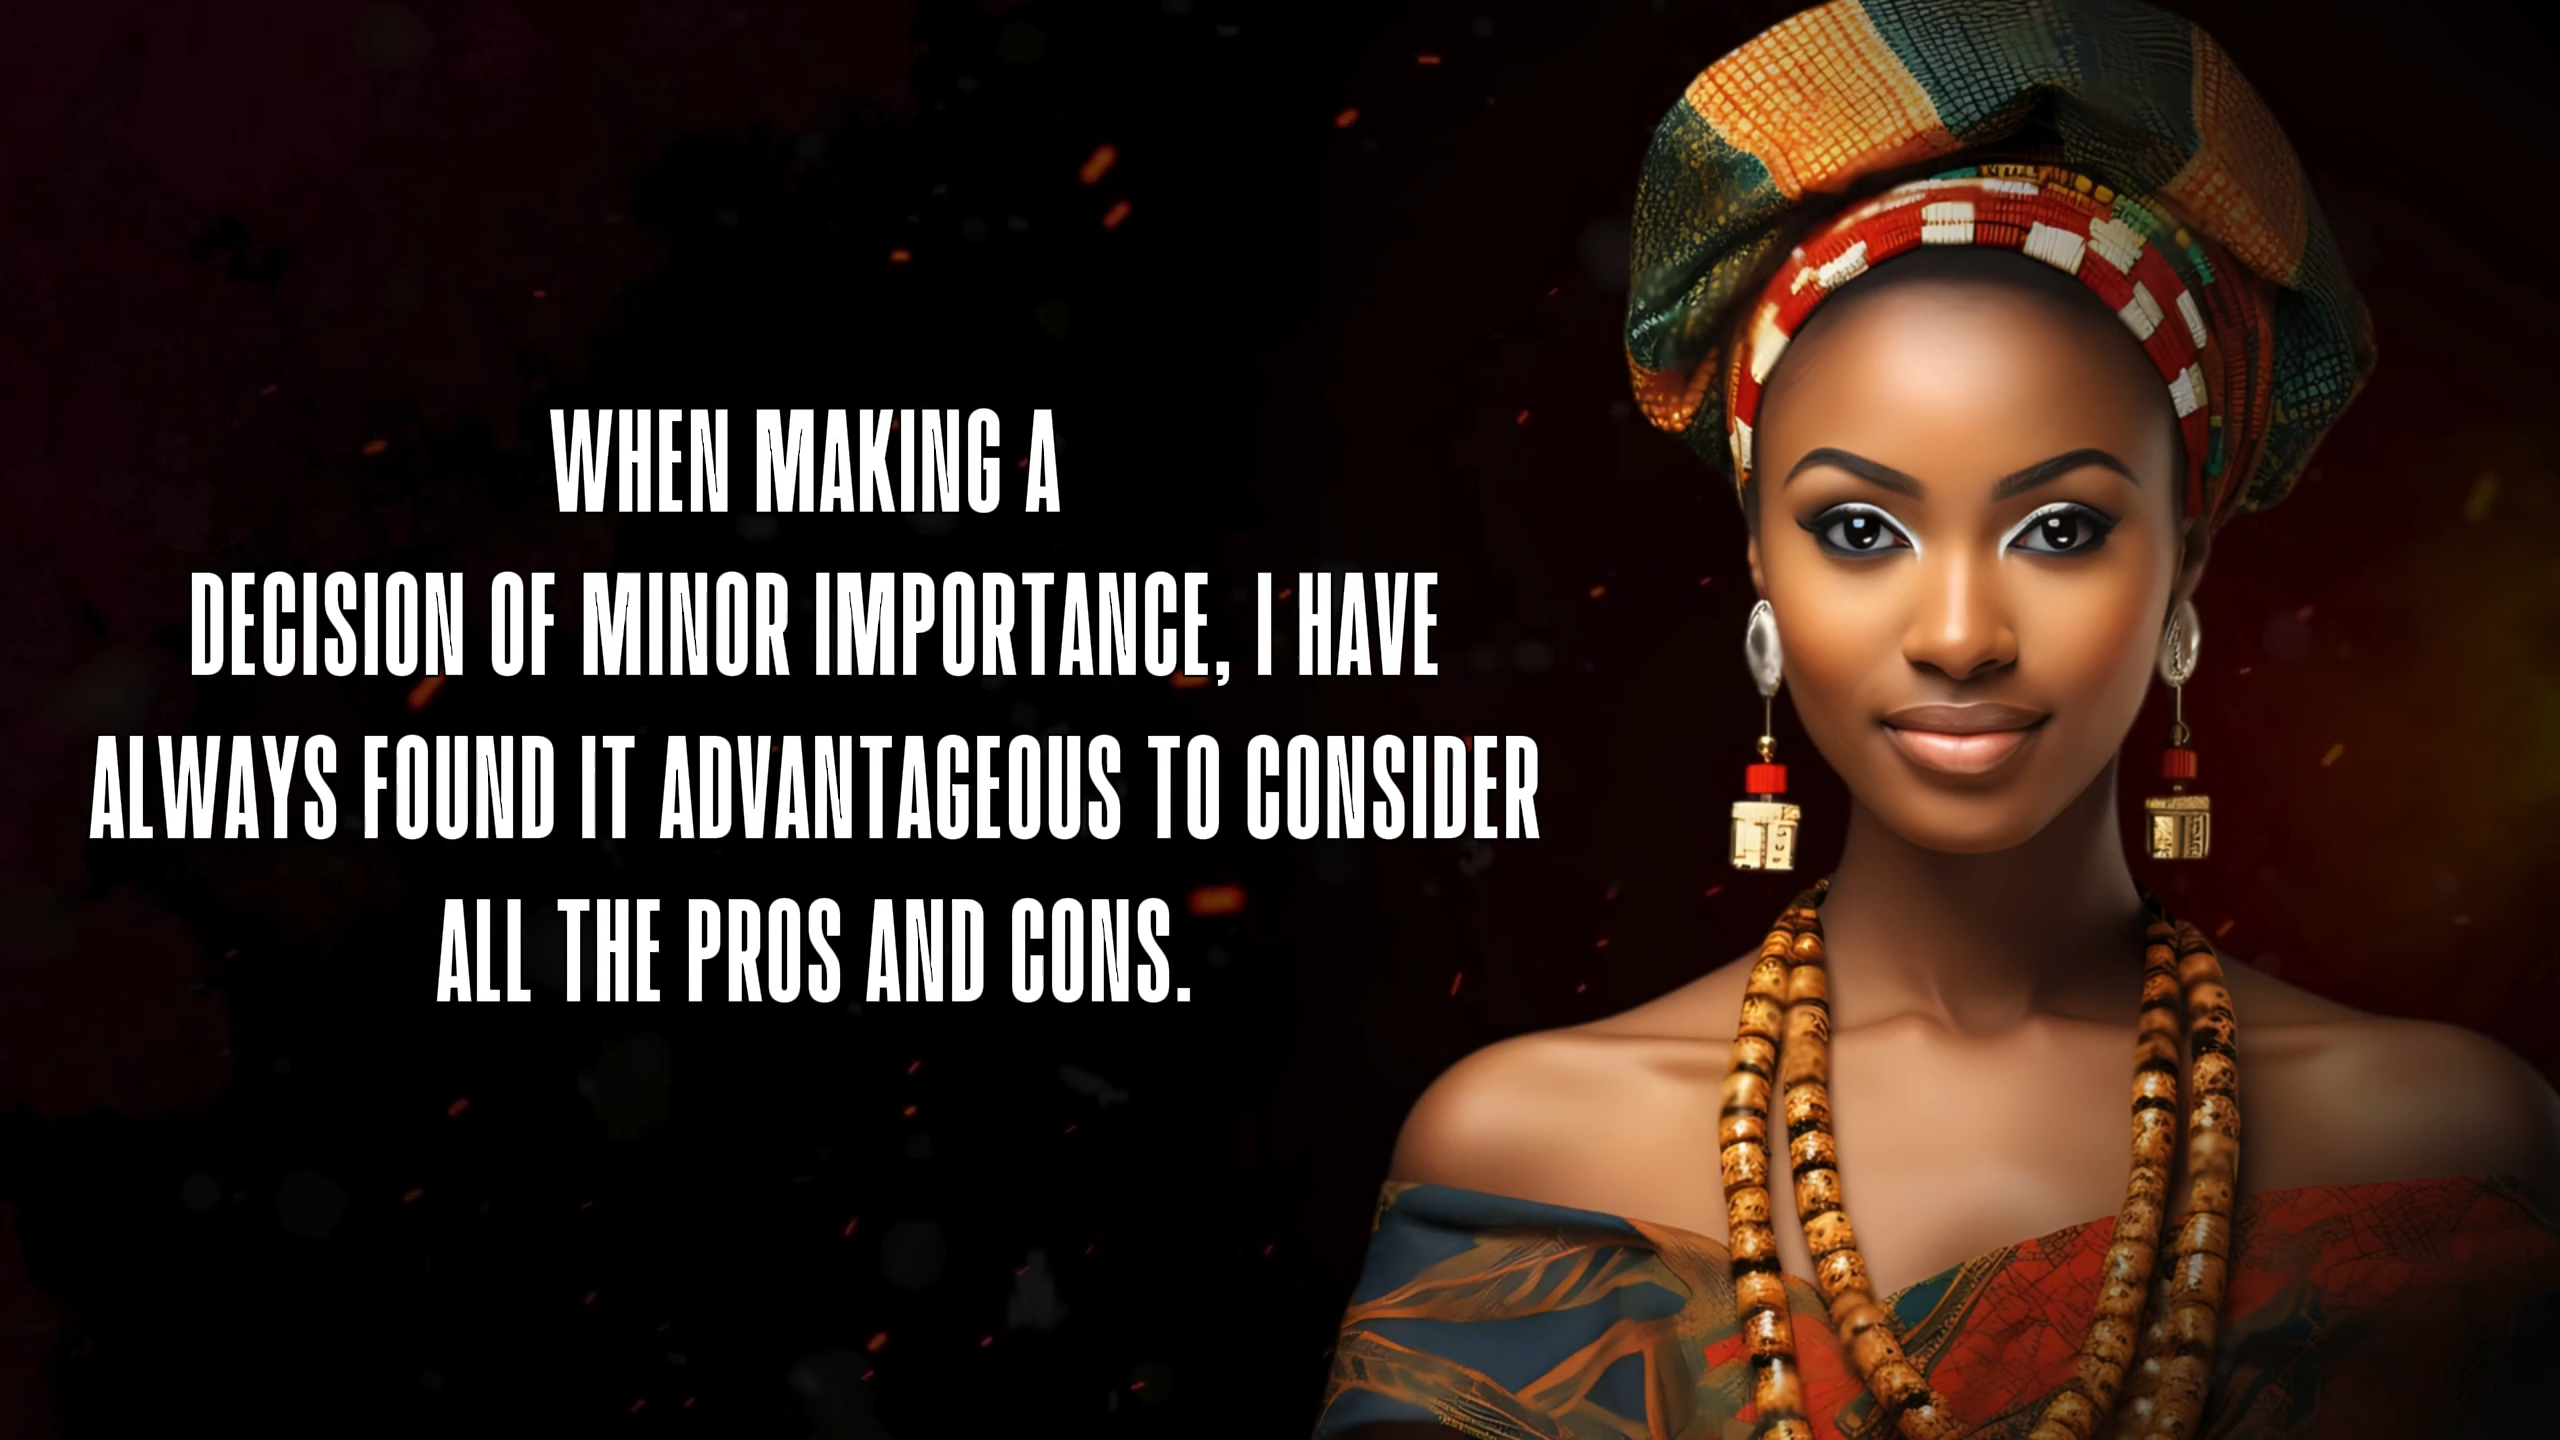 WHEN MAKING A
DECISION OF MINOR IMPORTANCE, I HAVE
ALWAYS FOUND IT ADVANTAGEOUS TO CONSIDER
ALL THE PROS AND CONS.